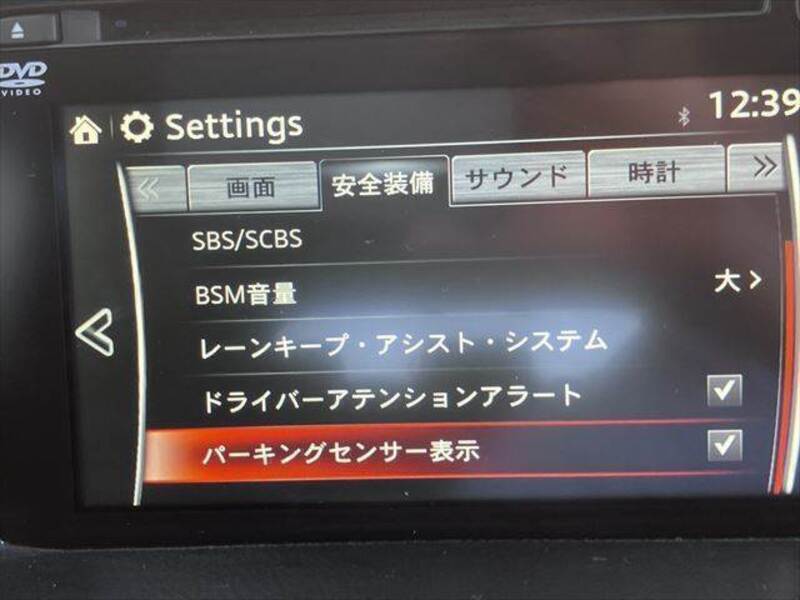 DVD
VIDEO
Settings
12:39
画面
安全装備
サウンド
時計
SBS/SCBS
BSM音量
大
レーンキープ・アシスト・システム
ドライバーアテンションアラート
パーキングセンサー表示